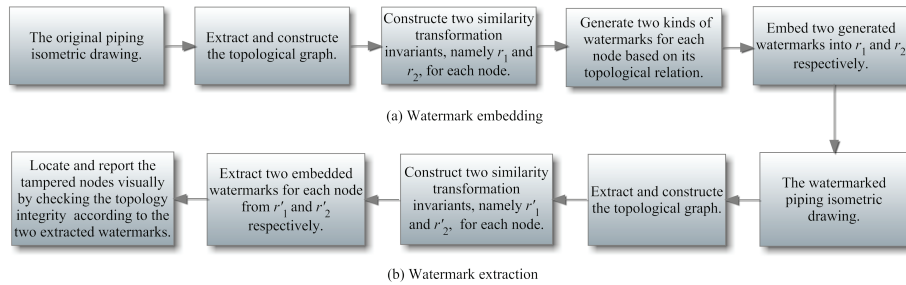 The original piping
isometric drawing.
Extract and constructe
the topological graph.
Constructe two similarity
transformation
invariants, namely r1 and
r2, for each node.
Generate two kinds of
watermarks for each
node based on its
topological relation.
Embed two generated
watermarks into r1 and r2
respectively.
(a) Watermark embedding
The watermarked
piping isometric
drawing.
Extract and constructe
the topological graph.
Construct two similarity
transformation
invariants, namely r′1
and r′2, for each node.
Extract two embedded
watermarks for each node
from r′1 and r′2
respectively.
Locate and report the
tampered nodes visually
by checking the topology
integrity according to the
two extracted watermarks.
(b) Watermark extraction